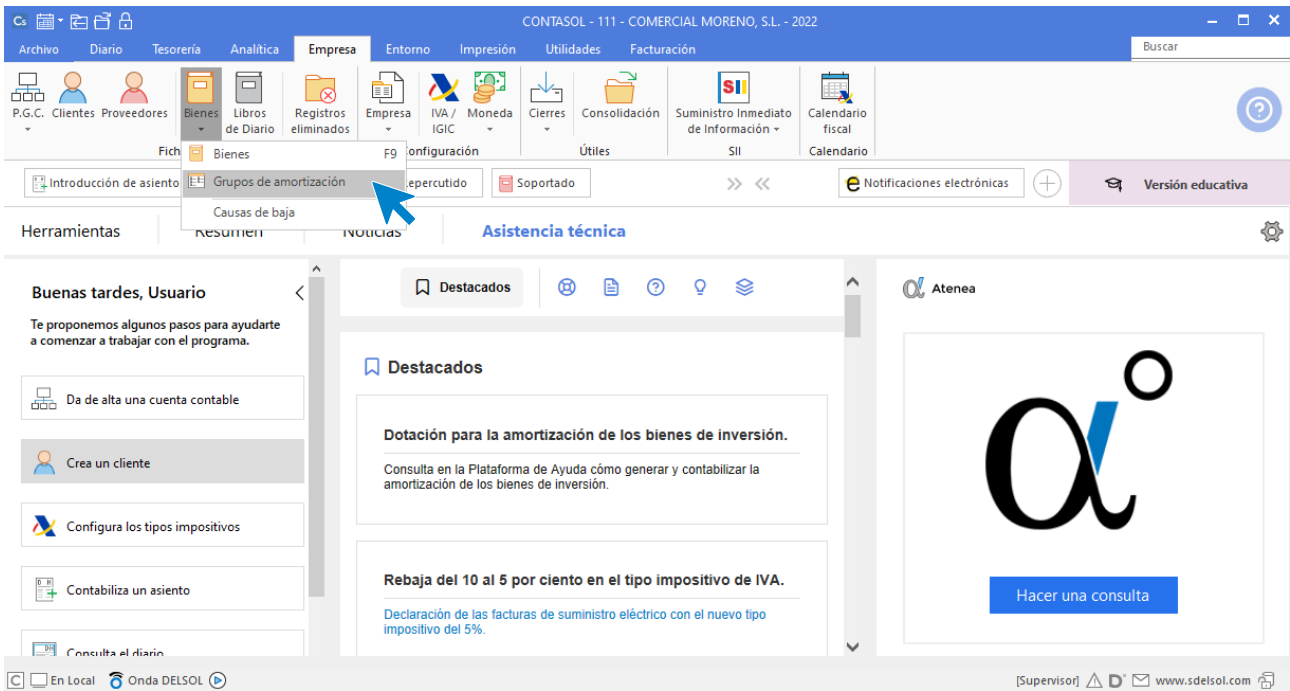 Cs
CONTASOL - 111 - COMERCIAL MORENO, S.L. - 2022
Archivo Diario Tesorería Analítica Empresa Entorno Impresión Utilidades Facturación Buscar
P.G.C. Clientes Proveedores Bienes Libros de Diario Registros eliminados Empresa IVA / IGIC Moneda Cierres Consolidación Suministro Inmediato de Información Calendario fiscal
SII
Fich onfiguración Útiles SII Calendario
Bienes F9
Grupos de amortización
Causas de baja
Introducción de asiento epercutido Soportado Notificaciones electrónicas Versión educativa
Herramientas Resumen Noticias Asistencia técnica
Buenas tardes, Usuario
Te proponemos algunos pasos para ayudarte
a comenzar a trabajar con el programa.
Da de alta una cuenta contable
Crea un cliente
Configura los tipos impositivos
Contabiliza un asiento
Consulta el diario
Destacados
Destacados
Dotación para la amortización de los bienes de inversión.
Consulta en la Plataforma de Ayuda cómo generar y contabilizar la
amortización de los bienes de inversión.
Rebaja del 10 al 5 por ciento en el tipo impositivo de IVA.
Declaración de las facturas de suministro eléctrico con el nuevo tipo
impositivo del 5%.
Atenea
Hacer una consulta
En Local Onda DELSOL [Supervisor] D www.sdelsol.com